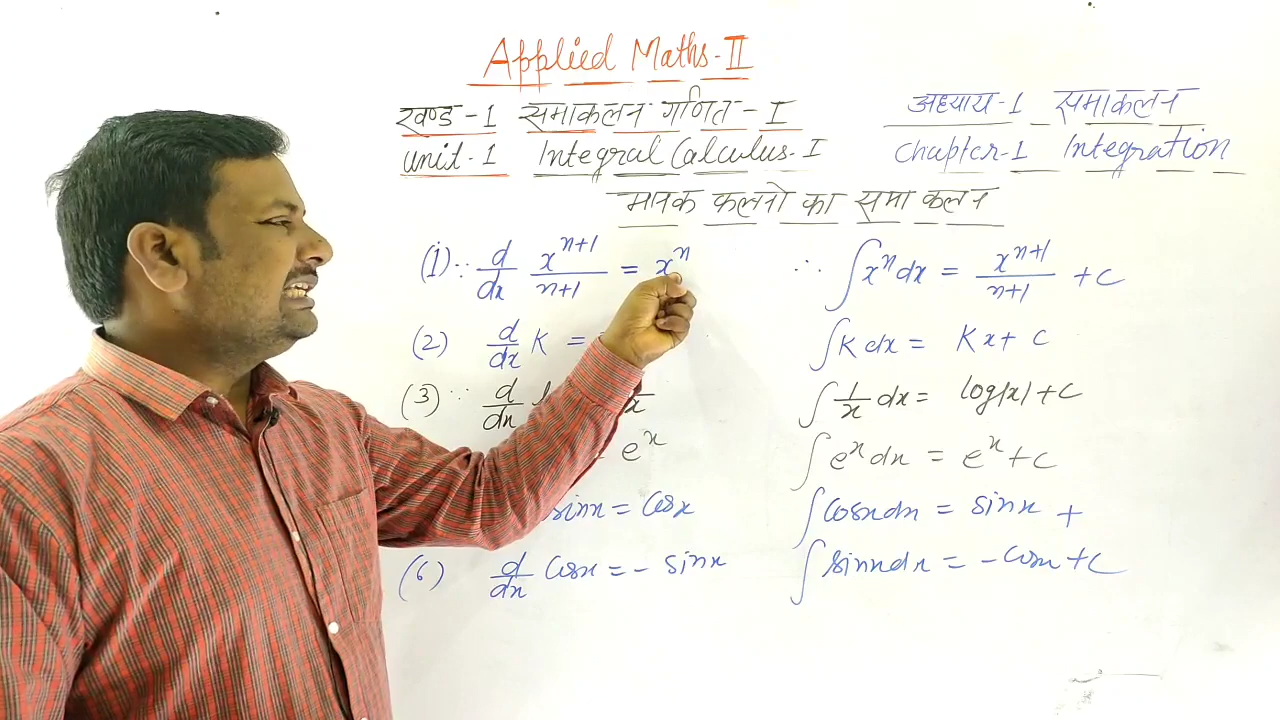 Applied Maths-II
खण्ड-1 समाकलन गणित-I
unit-1 Integral Calculus-I
अध्याय-1 समाकलन
Chapter-1 Integration
मानक कलनो का समाकलन
(1) ∵ d/dx x^(n+1)/(n+1) = x^n ∴ ∫x^n dx = x^(n+1)/(n+1) + C
(2) d/dx K = ∫K dx = Kx + C
(3) ∵ d/dx ∫1/x dx = log(x) + C
e^x ∫e^x dx = e^x + C
sinx = Cosx ∫Cosx dx = sinx +
(6) d/dx Cosx = - sinx ∫sinx dx = - Cosx + C